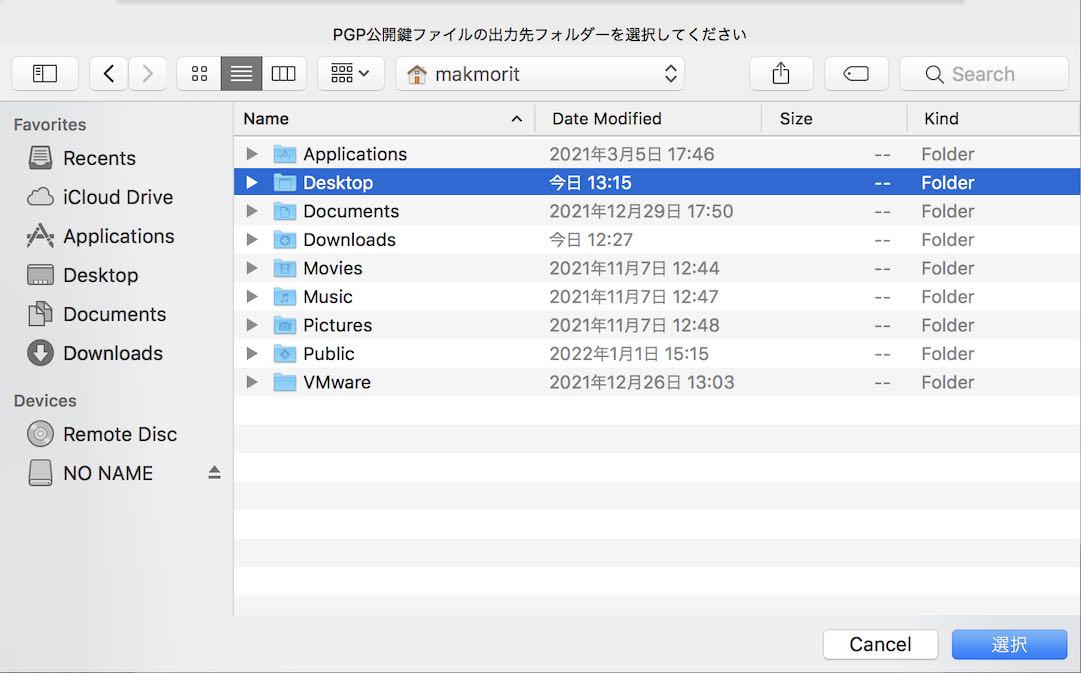 PGP公開鍵ファイルの出力先フォルダーを選択してください
makmorit
Search
Favorites
Recents
iCloud Drive
Applications
Desktop
Documents
Downloads
Devices
Remote Disc
NO NAME
Name Date Modified Size Kind
Applications 2021年3月5日 17:46 -- Folder
Desktop 今日 13:15 -- Folder
Documents 2021年12月29日 17:50 -- Folder
Downloads 今日 12:27 -- Folder
Movies 2021年11月7日 12:44 -- Folder
Music 2021年11月7日 12:47 -- Folder
Pictures 2021年11月7日 12:48 -- Folder
Public 2022年1月1日 15:15 -- Folder
VMware 2021年12月26日 13:03 -- Folder
Cancel 選択